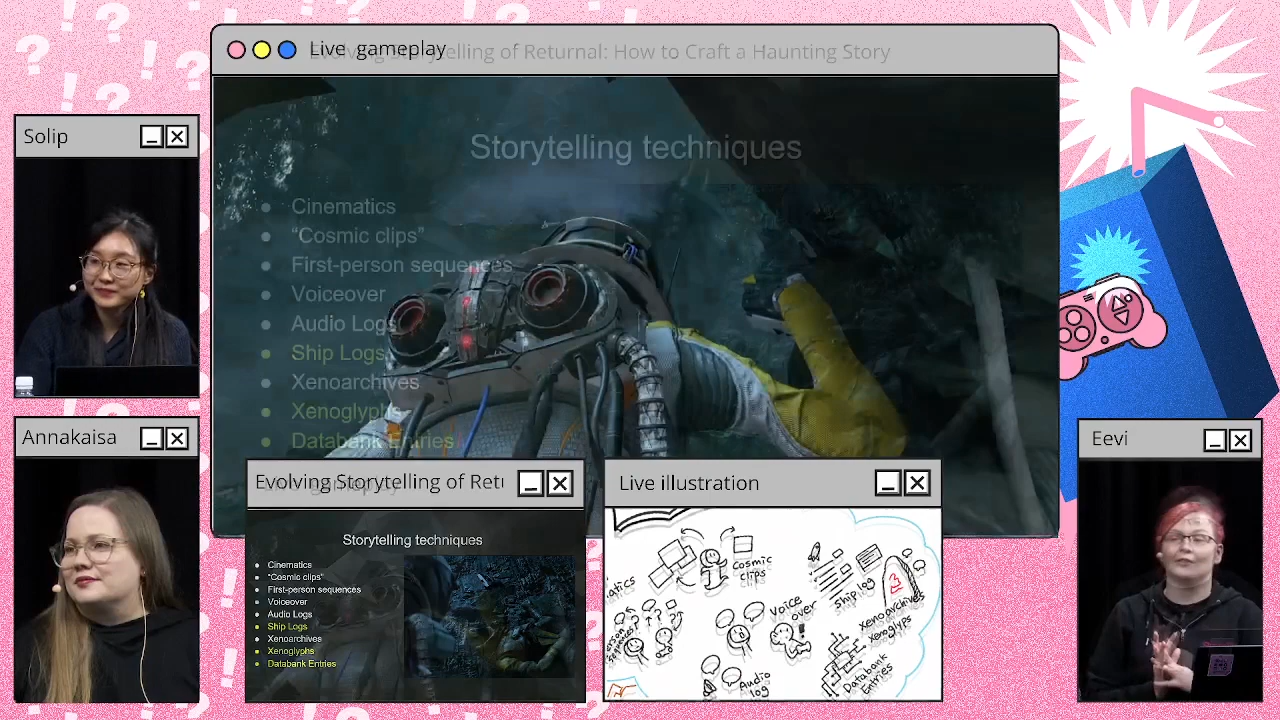 Live gameplay
Evolving Storytelling of Returnal: How to Craft a Haunting Story
Solip
Storytelling techniques
Cinematics
“Cosmic clips”
First-person sequences
Voiceover
Audio Logs
Ship Logs
Xenoarchives
Xenoglyphs
Databank Entries
Annakaisa
Eevi
Evolving Storytelling of Retu
Storytelling techniques
Cinematics
“Cosmic clips”
First-person sequences
Voiceover
Audio Logs
Ship Logs
Xenoarchives
Xenoglyphs
Databank Entries
Live illustration
Cosmic
clips
Voice
over
Ship log
Xenoarchives
Xenoglyps
Audio
log
Databank
Entries